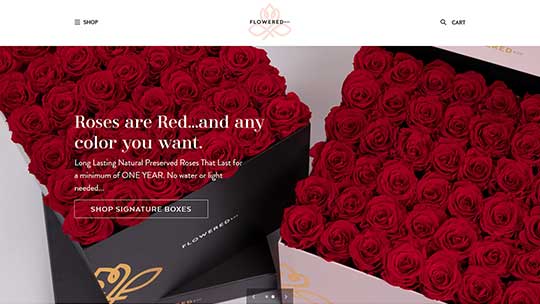 SHOP
FLOWERED
CART
Roses are Red...and any
color you want.
Long Lasting Natural Preserved Roses That Last for
a minimum of ONE YEAR. No water or light
needed...
SHOP SIGNATURE BOXES
FLOWERED